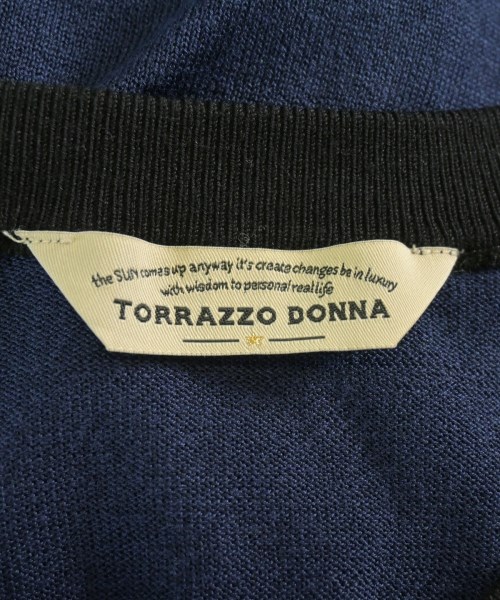 the SUN comes up anyway it's create changes be in luxury
with wisdom to personal real life
TORRAZZO DONNA